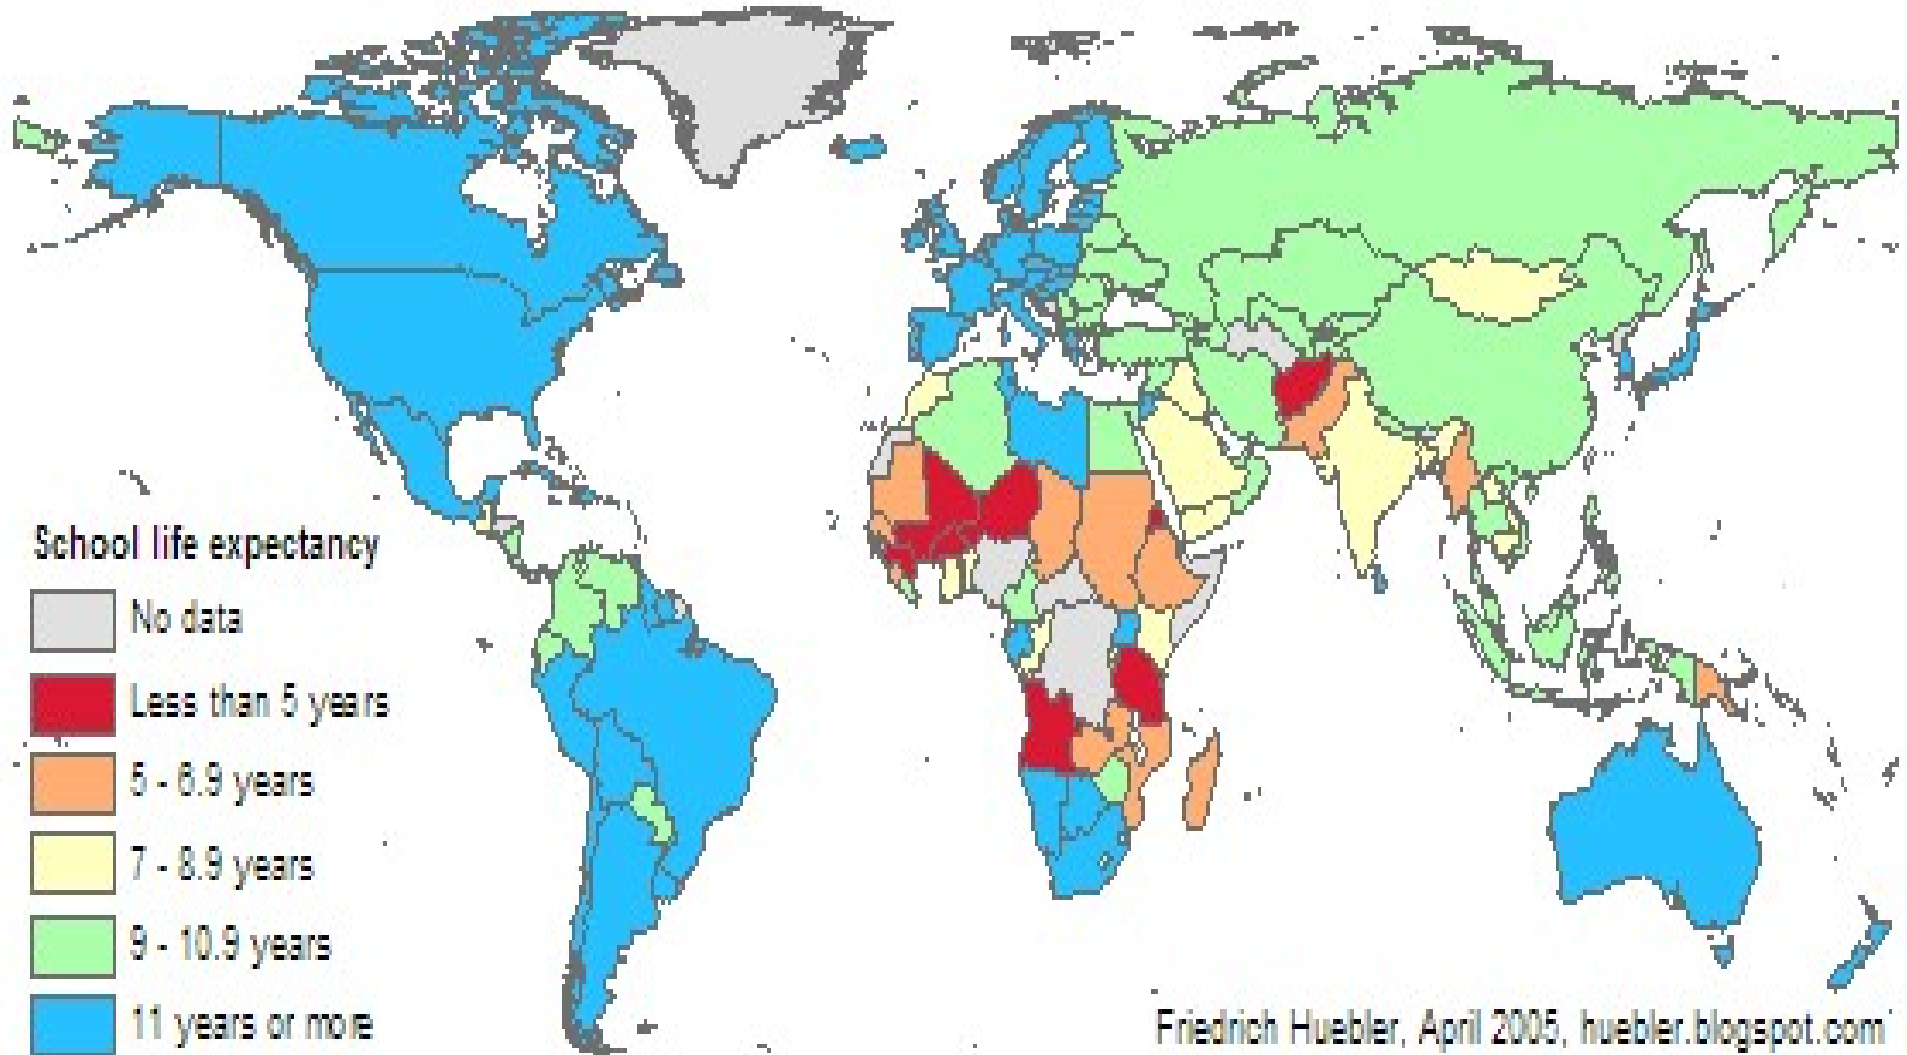 School life expectancy
No data
Less than 5 years
5 - 6.9 years
7 - 8.9 years
9 - 10.9 years
11 years or more
Friedrich Huebler, April 2005, huebler.blogspot.com